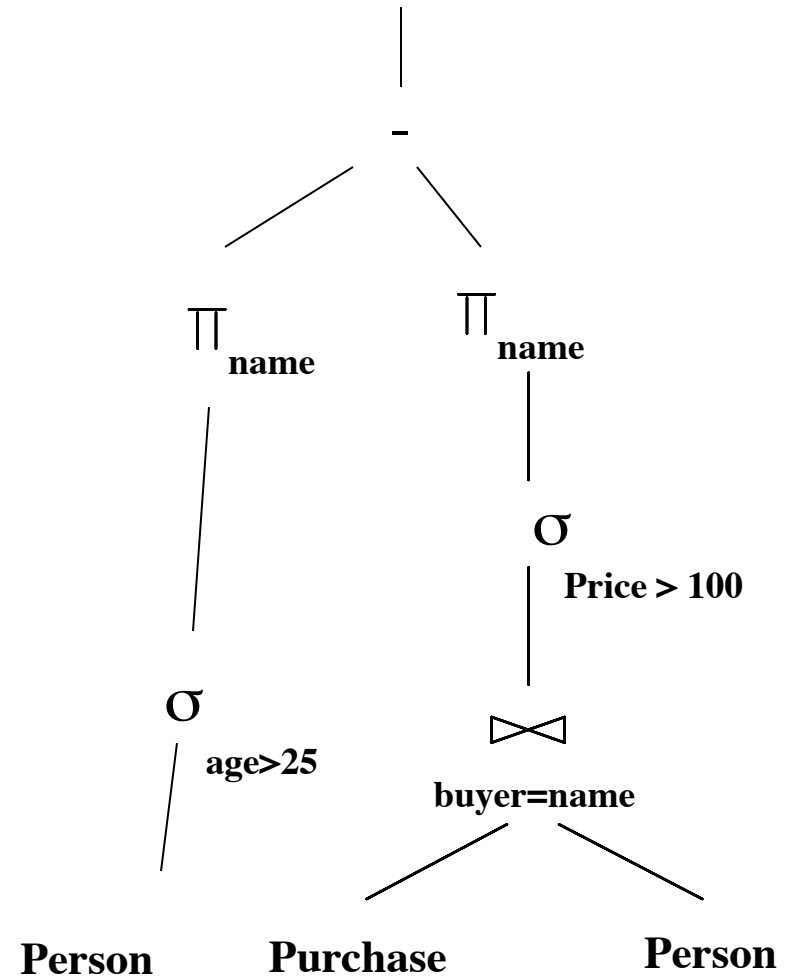 -
Π name
Π name
σ
Price > 100
σ
age>25
⋈
buyer=name
Person
Purchase
Person